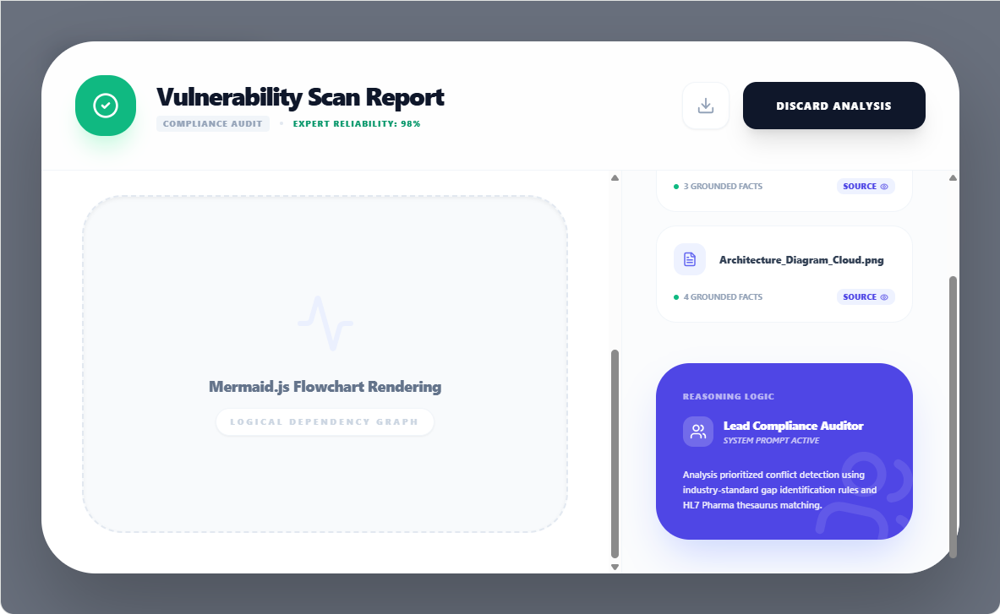 Vulnerability Scan Report
COMPLIANCE AUDIT • EXPERT RELIABILITY: 98%
DISCARD ANALYSIS
Mermaid.js Flowchart Rendering
LOGICAL DEPENDENCY GRAPH
3 GROUNDED FACTS SOURCE
Architecture_Diagram_Cloud.png
4 GROUNDED FACTS SOURCE
REASONING LOGIC
Lead Compliance Auditor
SYSTEM PROMPT ACTIVE
Analysis prioritized conflict detection using
industry-standard gap identification rules and
HL7 Pharma thesaurus matching.